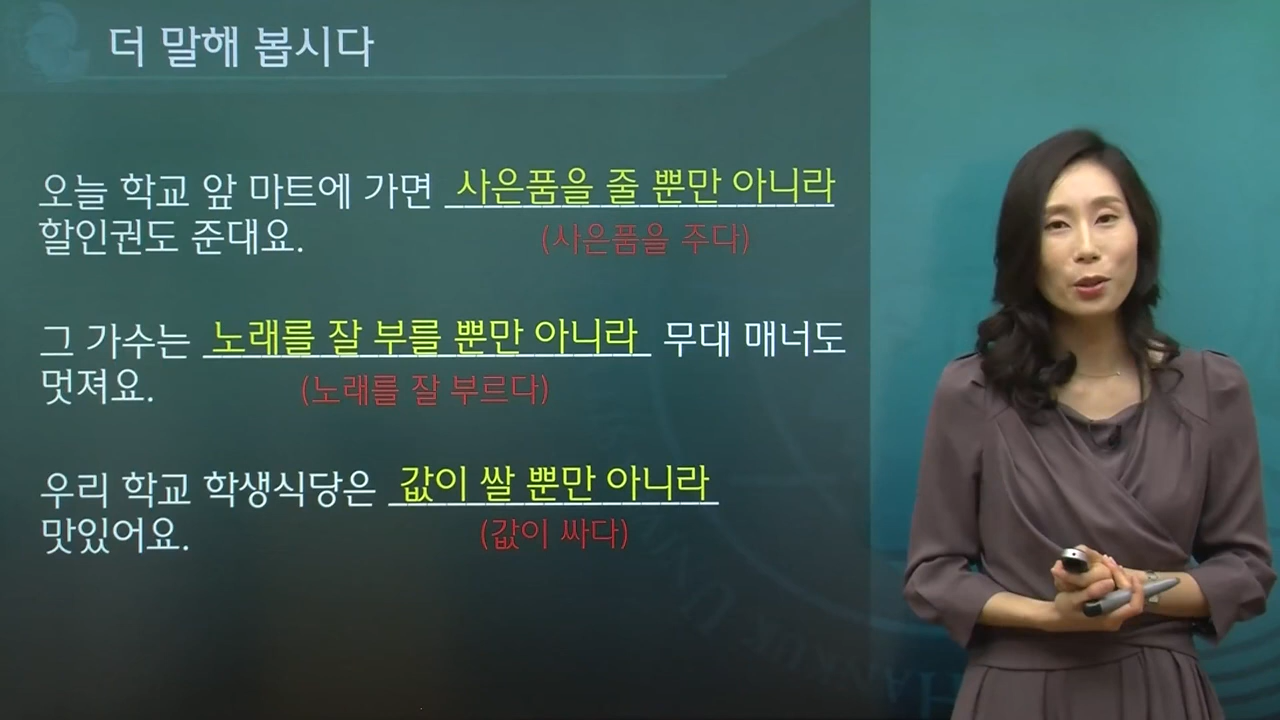 더 말해 봅시다
오늘 학교 앞 마트에 가면 사은품을 줄 뿐만 아니라
할인권도 준대요. (사은품을 주다)
그 가수는 노래를 잘 부를 뿐만 아니라 무대 매너도
멋져요. (노래를 잘 부르다)
우리 학교 학생식당은 값이 쌀 뿐만 아니라
맛있어요. (값이 싸다)